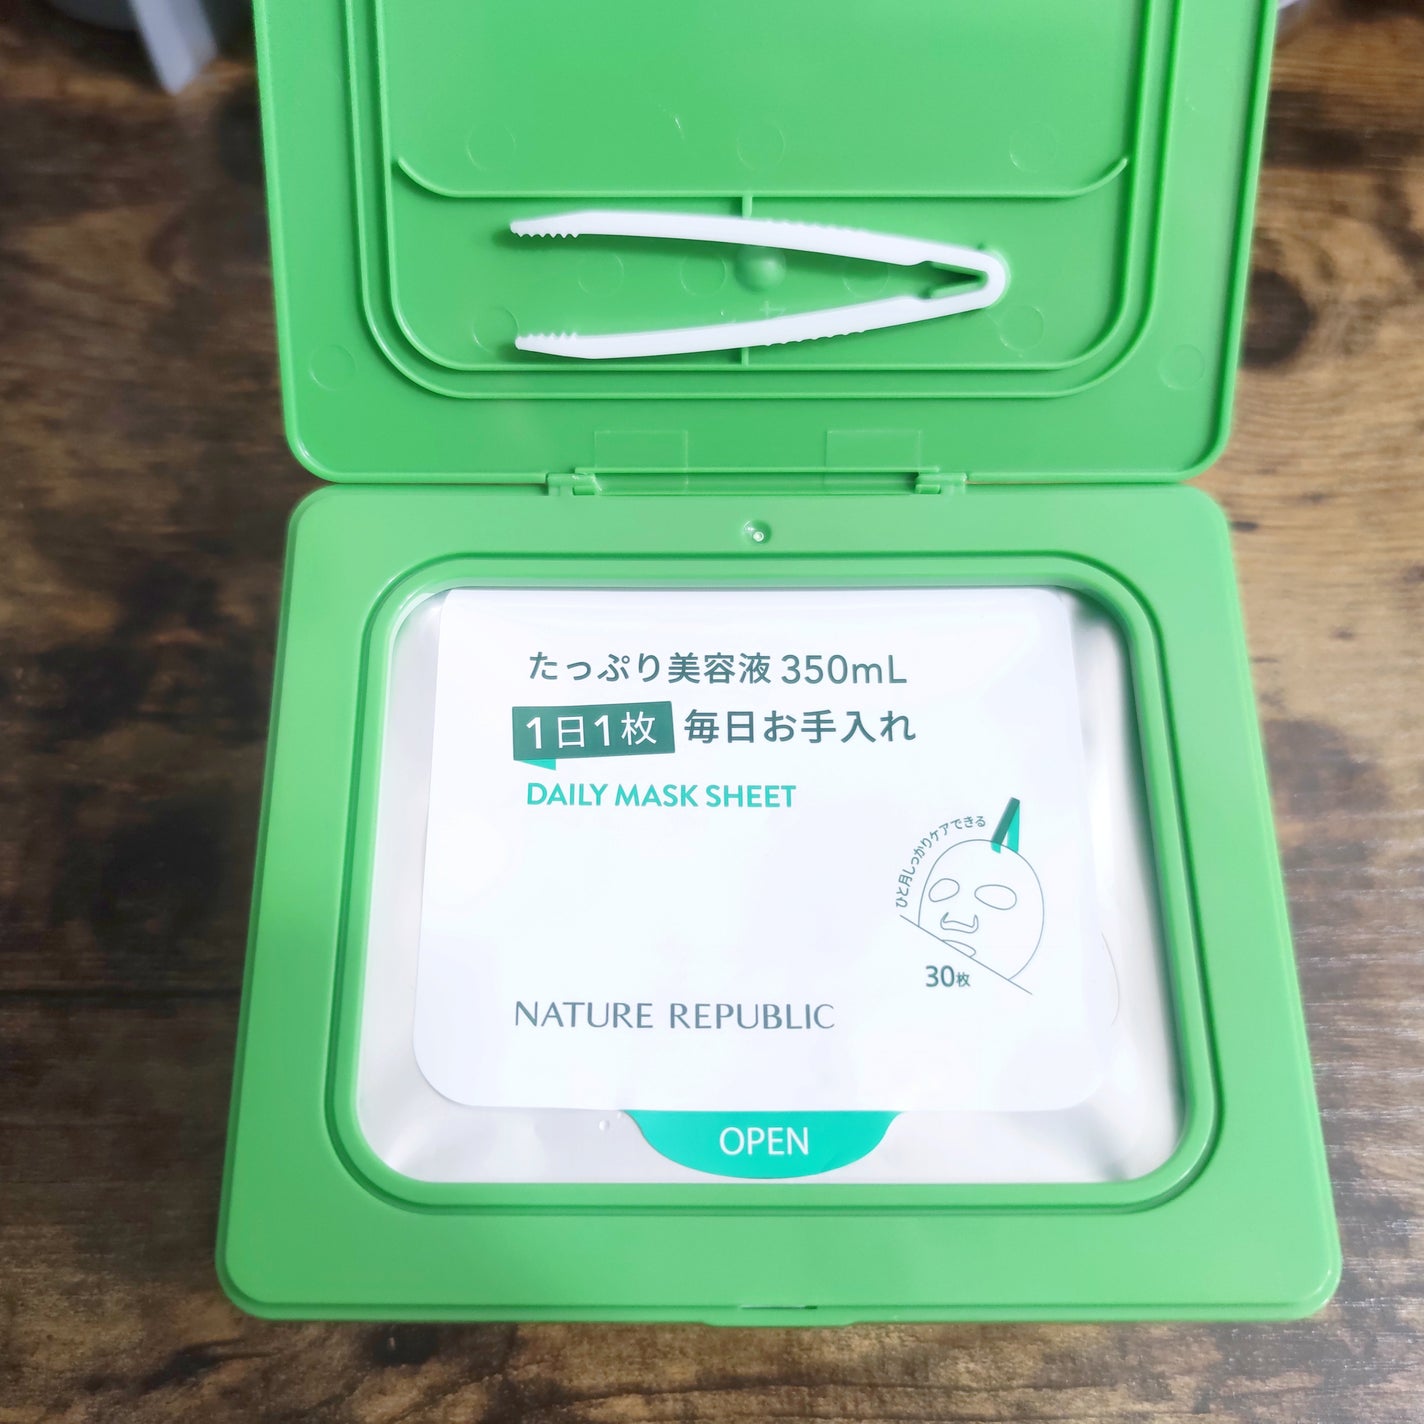 たっぷり美容液 350mL
1日1枚 毎日お手入れ
DAILY MASK SHEET
ひと月しっかりケアできる
30枚
NATURE REPUBLIC
OPEN